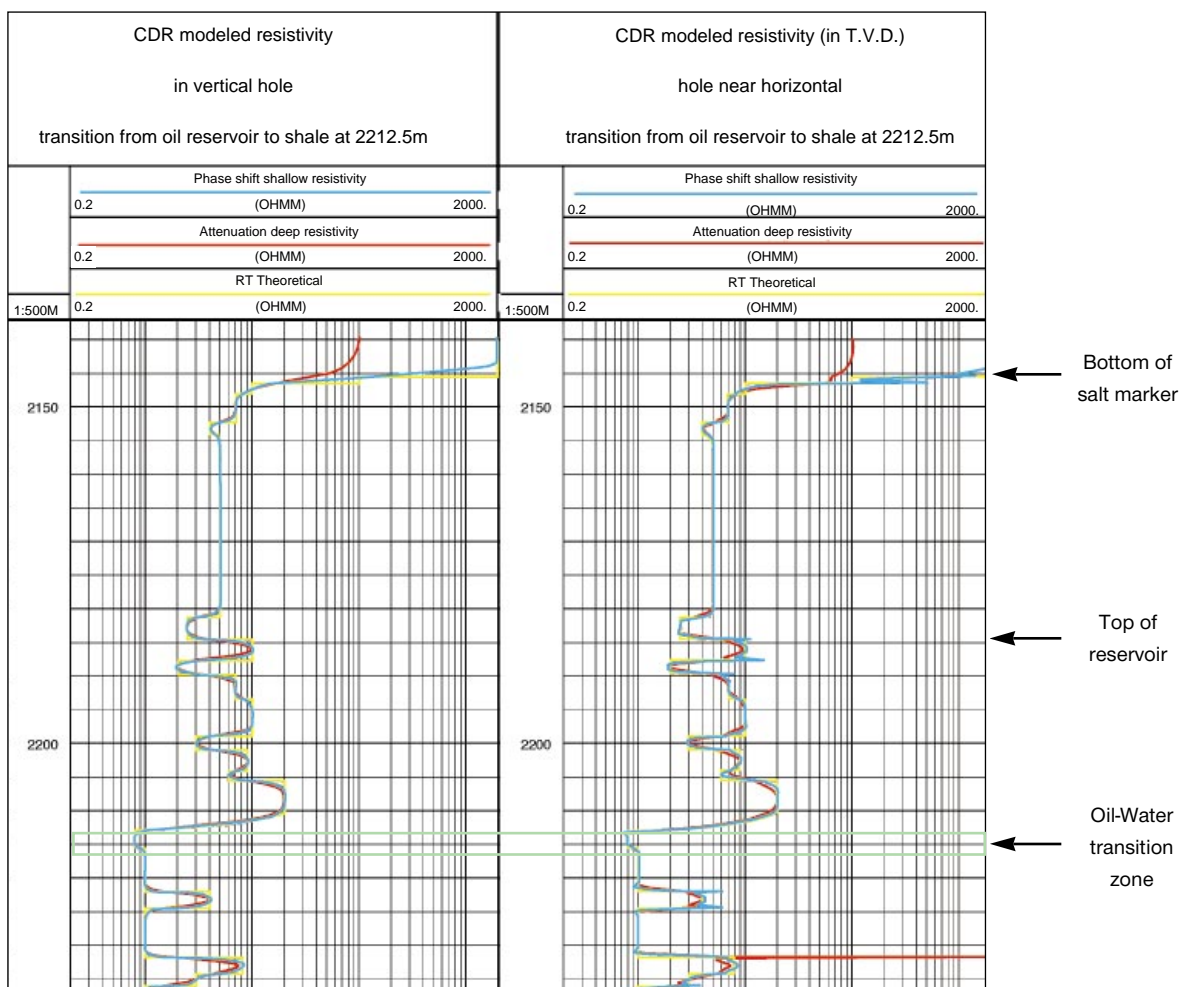 CDR modeled resistivity
in vertical hole
transition from oil reservoir to shale at 2212.5m
CDR modeled resistivity (in T.V.D.)
hole near horizontal
transition from oil reservoir to shale at 2212.5m
Phase shift shallow resistivity
0.2 (OHMM) 2000.
Attenuation deep resistivity
0.2 (OHMM) 2000.
RT Theoretical
1:500M 0.2 (OHMM) 2000.
Phase shift shallow resistivity
0.2 (OHMM) 2000.
Attenuation deep resistivity
0.2 (OHMM) 2000.
RT Theoretical
1:500M 0.2 (OHMM) 2000.
2150
2200
2150
2200
Bottom of
salt marker
Top of
reservoir
Oil-Water
transition
zone